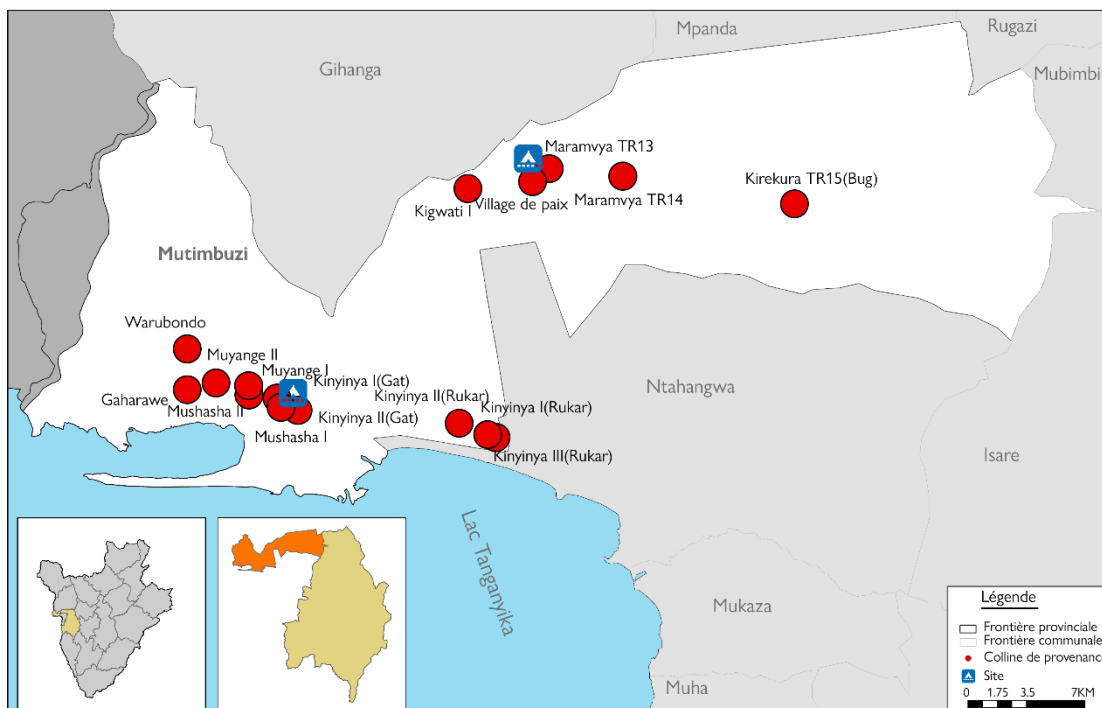 Mpanda
Rugazi
Gihanga
Mubimbi
Maramvya TR13
Kirekura TR15(Bug)
Kigwati I
Village de paix
Maramvya TR14
Mutimbuzi
Warubondo
Muyange II
Muyange I
Kinyinya I(Gat)
Ntahangwa
Gaharawe
Mushasha II
Kinyinya II(Rukar)
Kinyinya I(Rukar)
Kinyinya II(Gat)
Mushasha I
Kinyinya III(Rukar)
Isare
Lac Tanganyika
Mukaza
Muha
Légende
Frontière provinciale
Frontière communale
Colline de provenance
Site
0 1.75 3.5 7KM